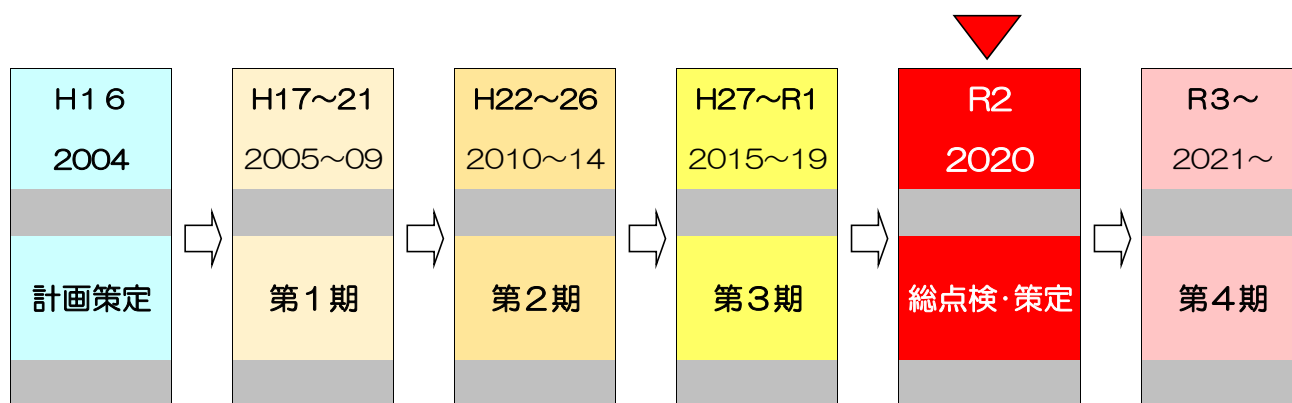 H１６
2004
計画策定
H17～21
2005～09
第１期
H22～26
2010～14
第２期
H27～R1
2015～19
第３期
R2
2020
総点検・策定
R3～
2021～
第４期